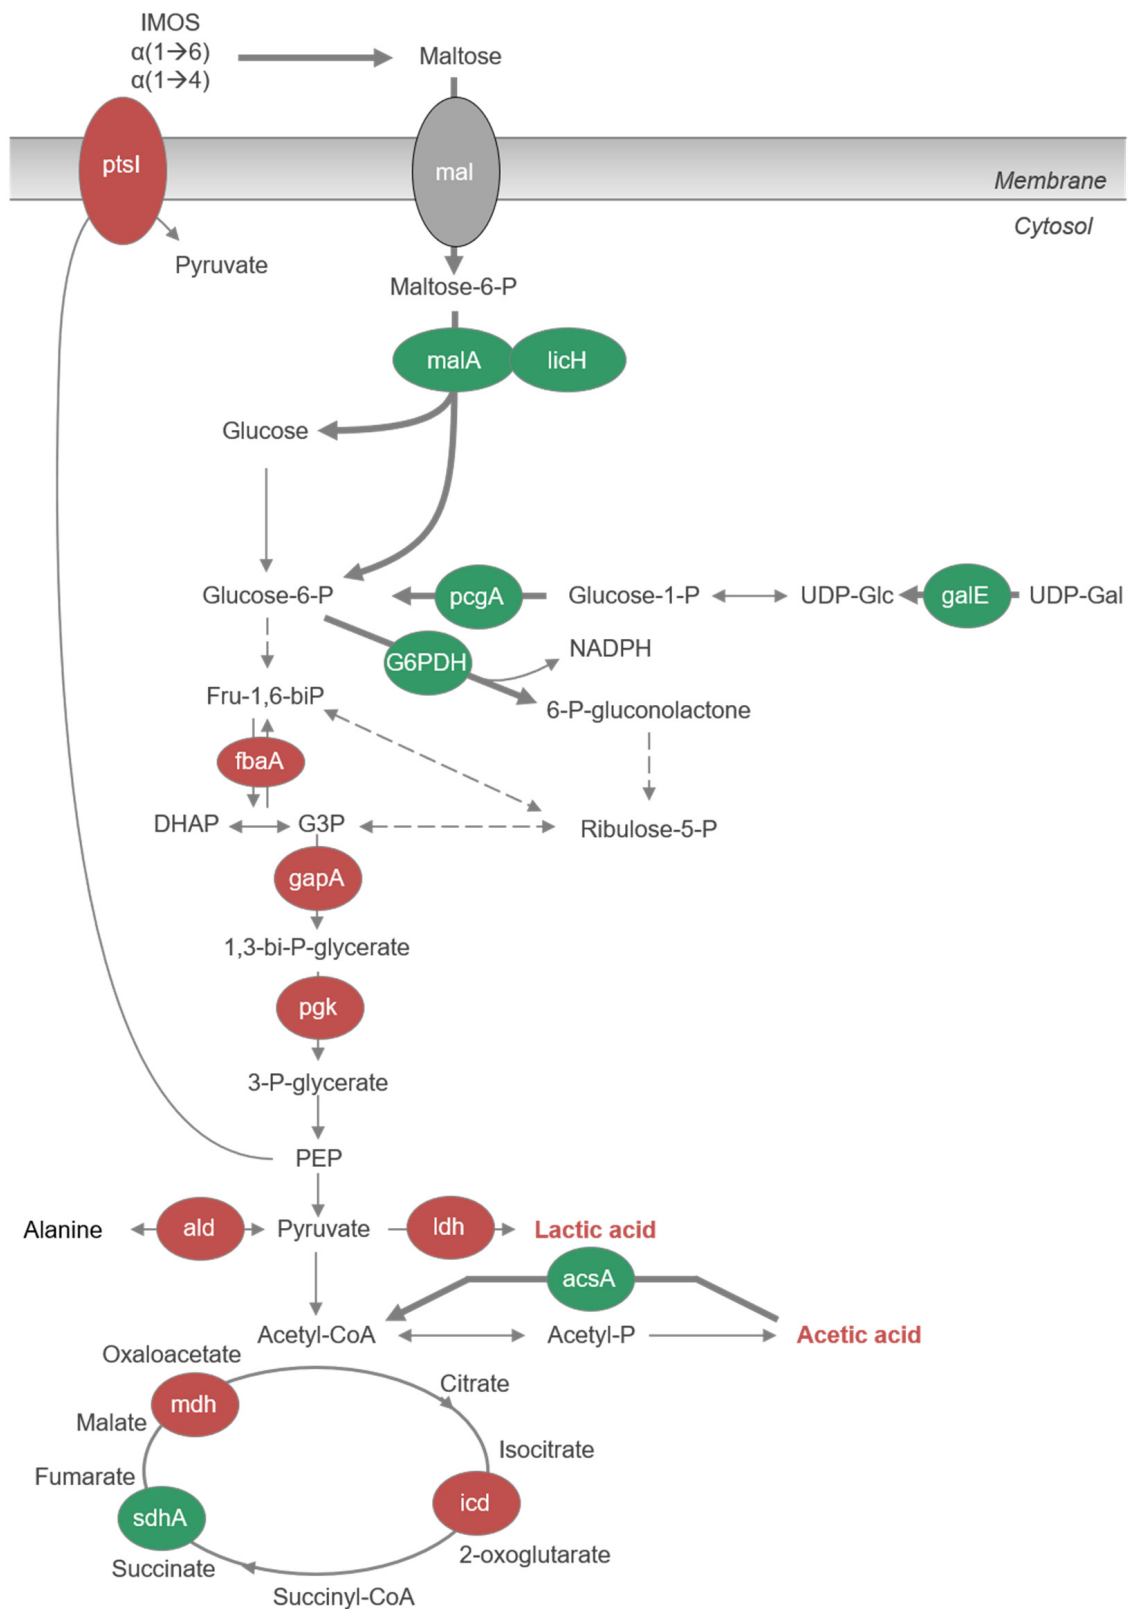 IMOS
α(1→6)
α(1→4)
Maltose
ptsI
mal
Membrane
Cytosol
Pyruvate
Maltose-6-P
malA
licH
Glucose
Glucose-6-P
pcgA
Glucose-1-P
UDP-Glc
galE
UDP-Gal
G6PDH
NADPH
Fru-1,6-biP
6-P-gluconolactone
fbaA
DHAP
G3P
Ribulose-5-P
gapA
1,3-bi-P-glycerate
pgk
3-P-glycerate
PEP
Alanine
ald
Pyruvate
ldh
Lactic acid
acsA
Acetyl-CoA
Acetyl-P
Acetic acid
Oxaloacetate
Citrate
mdh
Malate
Isocitrate
Fumarate
icd
sdhA
2-oxoglutarate
Succinate
Succinyl-CoA